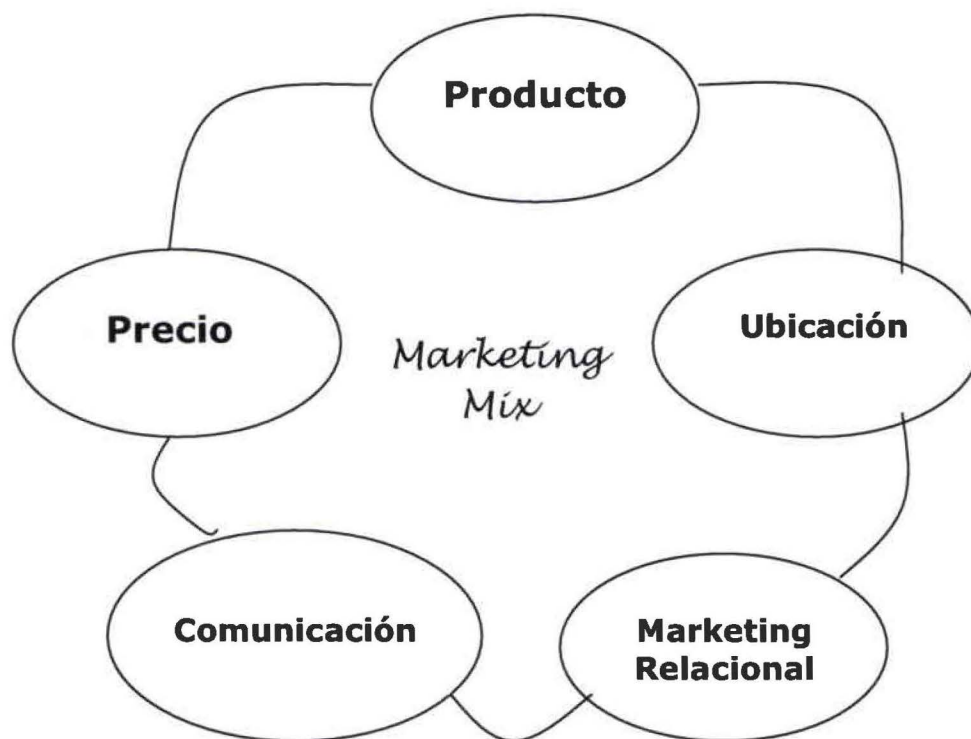 Producto
Precio
Ubicación
Marketing
Mix
Comunicación
Marketing
Relacional